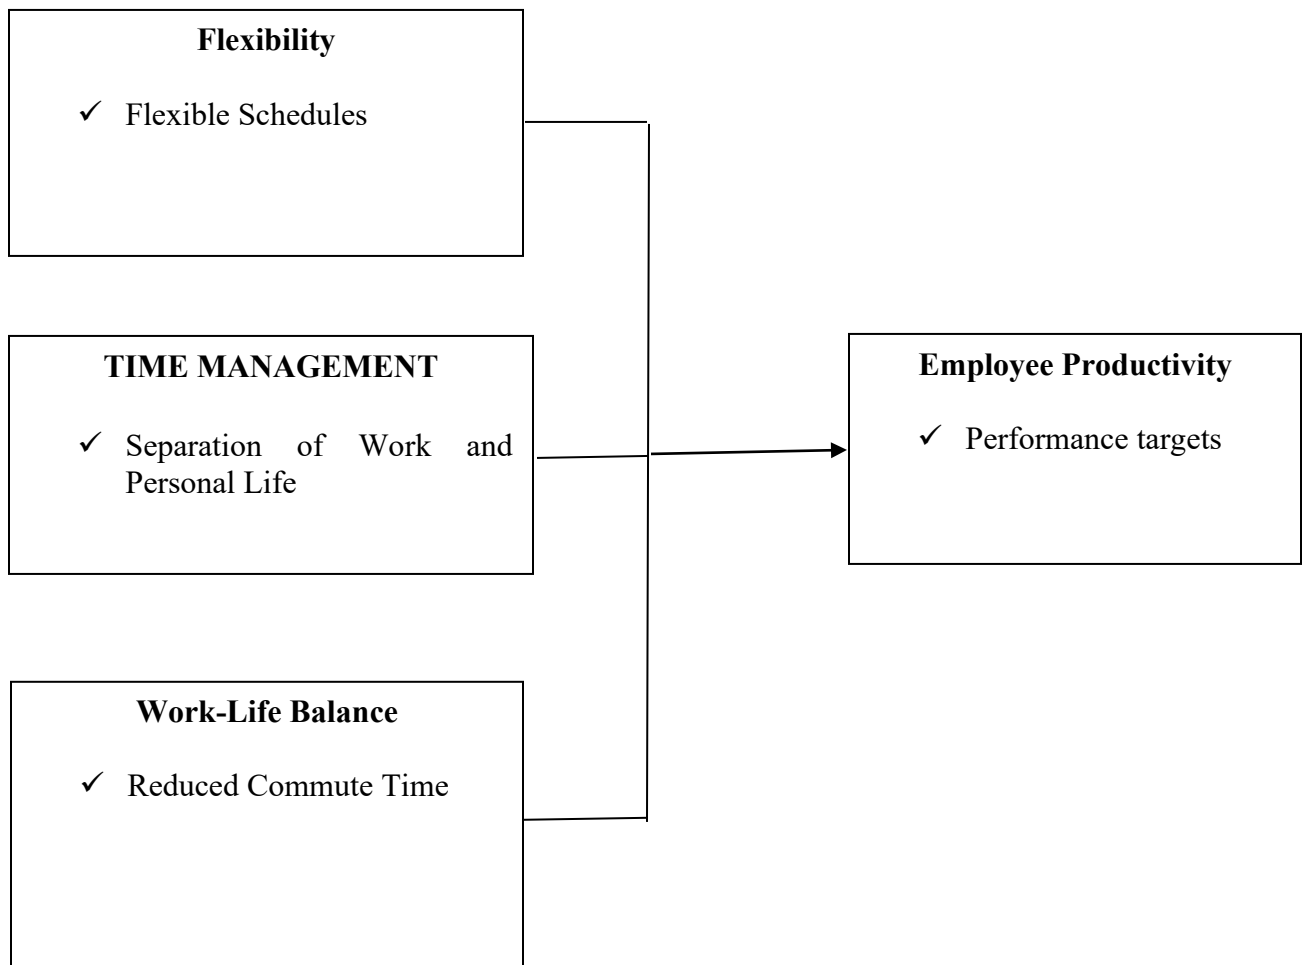 Flexibility
✓ Flexible Schedules
TIME MANAGEMENT
✓ Separation of Work and
Personal Life
Employee Productivity
✓ Performance targets
Work-Life Balance
✓ Reduced Commute Time